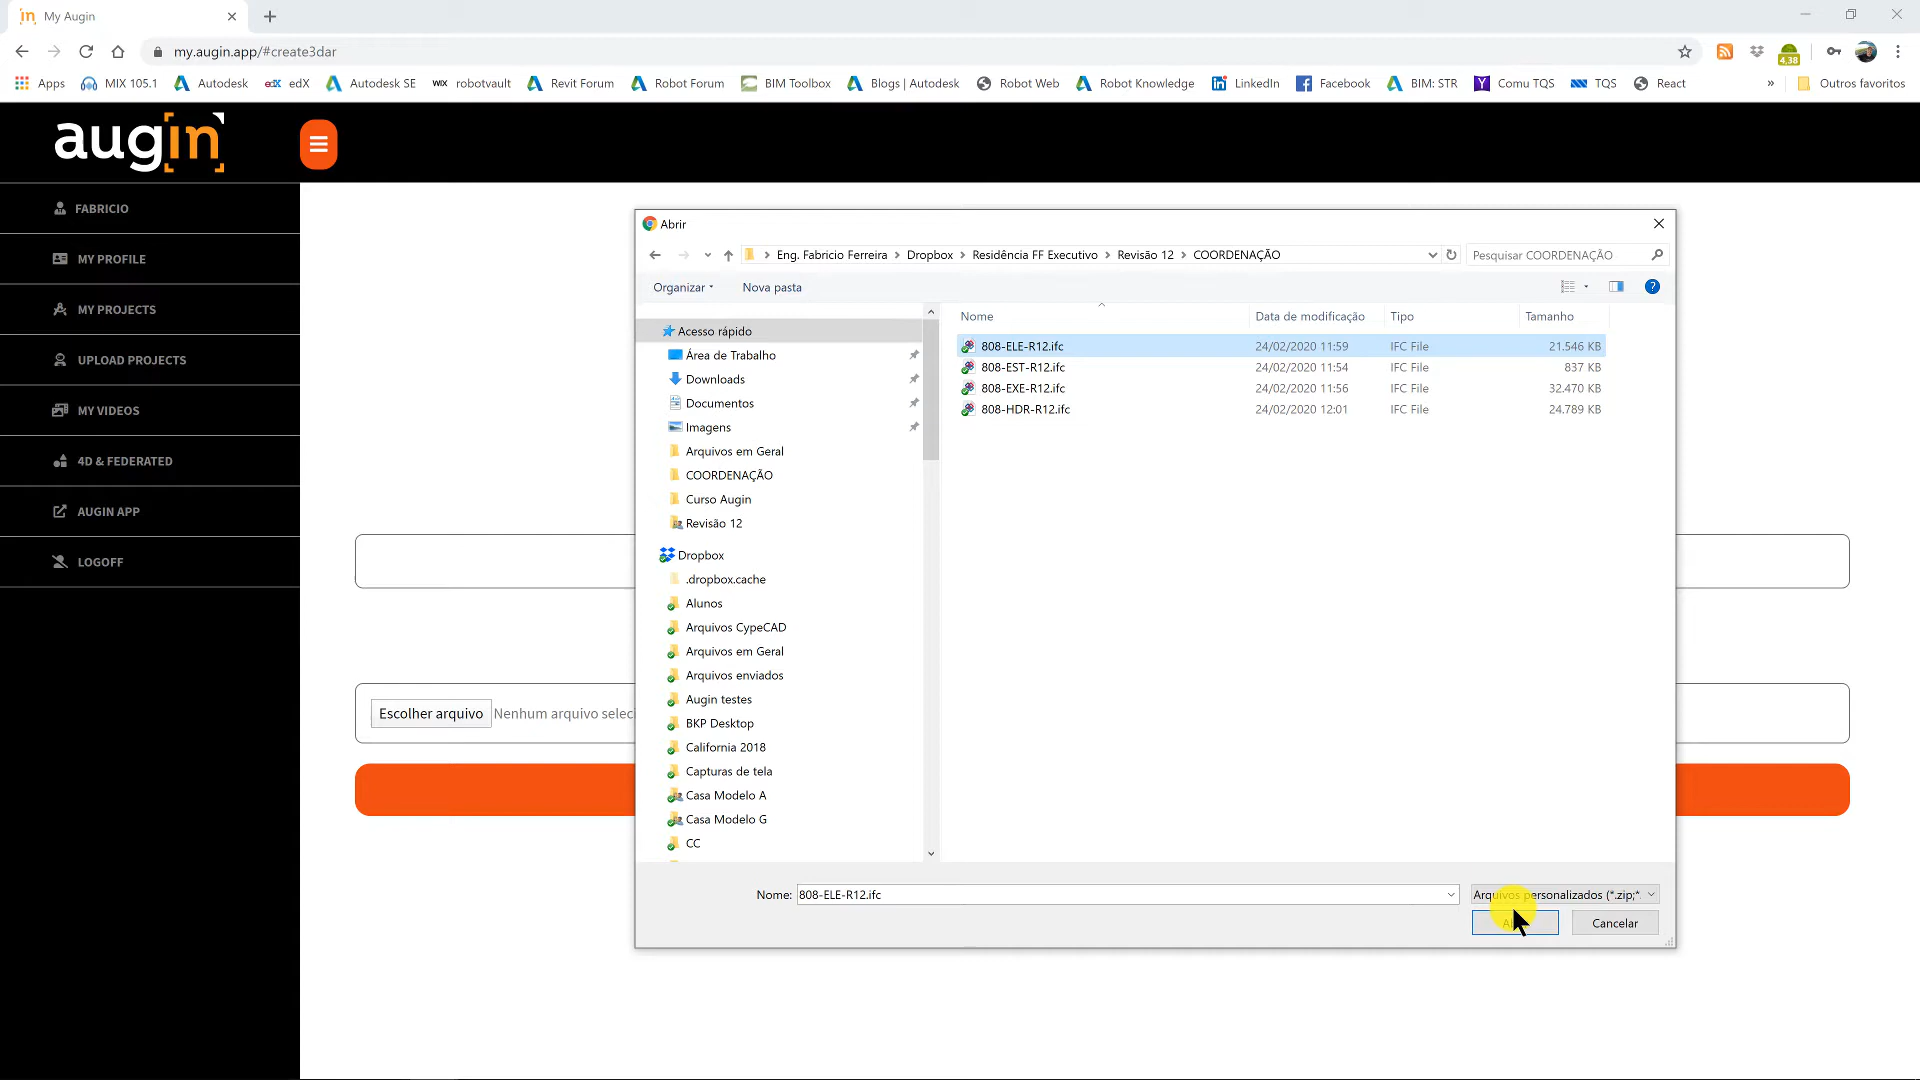 My Augin
my.augin.app/#create3dar
4,38
Apps MIX 105.1 Autodesk edX Autodesk SE WIX robotvault Revit Forum Robot Forum BIM Toolbox Blogs | Autodesk Robot Web Robot Knowledge LinkedIn Facebook BIM: STR Comu TQS TQS React » Outros favoritos
augin
FABRICIO
MY PROFILE
MY PROJECTS
UPLOAD PROJECTS
MY VIDEOS
4D & FEDERATED
AUGIN APP
LOGOFF
Escolher arquivo Nenhum arquivo seleci
Abrir
Eng. Fabricio Ferreira > Dropbox > Residência FF Executivo > Revisão 12 > COORDENAÇÃO
Pesquisar COORDENAÇÃO
Organizar Nova pasta
Acesso rápido
Área de Trabalho
Downloads
Documentos
Imagens
Arquivos em Geral
COORDENAÇÃO
Curso Augin
Revisão 12
Dropbox
.dropbox.cache
Alunos
Arquivos CypeCAD
Arquivos em Geral
Arquivos enviados
Augin testes
BKP Desktop
California 2018
Capturas de tela
Casa Modelo A
Casa Modelo G
CC
Nome Data de modificação Tipo Tamanho
808-ELE-R12.ifc 24/02/2020 11:59 IFC File 21.546 KB
808-EST-R12.ifc 24/02/2020 11:54 IFC File 837 KB
808-EXE-R12.ifc 24/02/2020 11:56 IFC File 32.470 KB
808-HDR-R12.ifc 24/02/2020 12:01 IFC File 24.789 KB
Nome: 808-ELE-R12.ifc
Arquivos personalizados (*.zip;*.
Cancelar